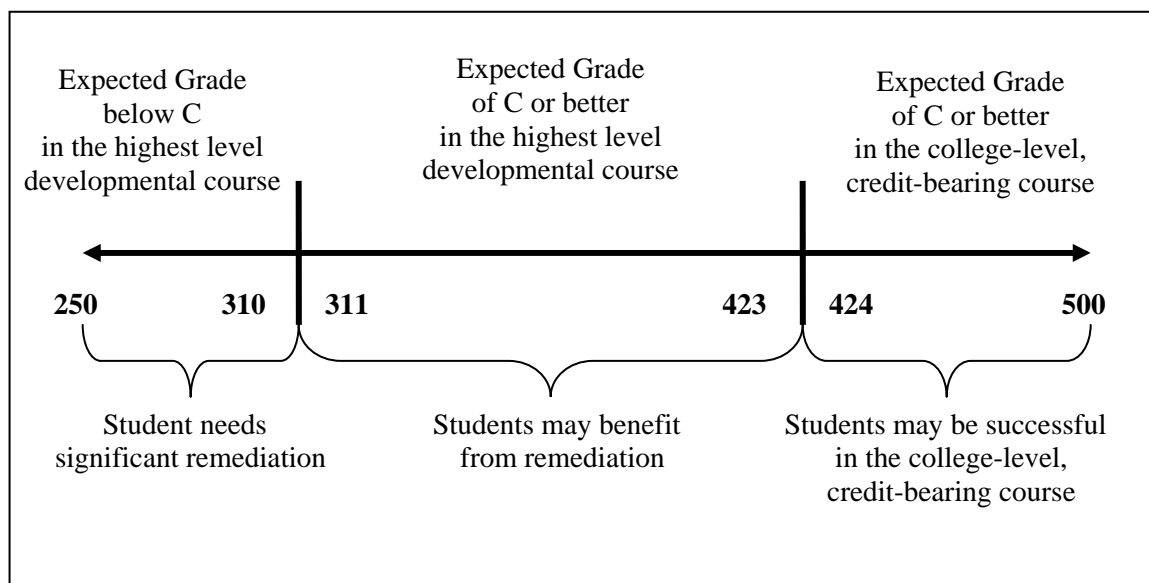 Expected Grade
below C
in the highest level
developmental course
Expected Grade
of C or better
in the highest level
developmental course
Expected Grade
of C or better
in the college-level,
credit-bearing course
250 310 311 423 424 500
Student needs
significant remediation
Students may benefit
from remediation
Students may be successful
in the college-level,
credit-bearing course